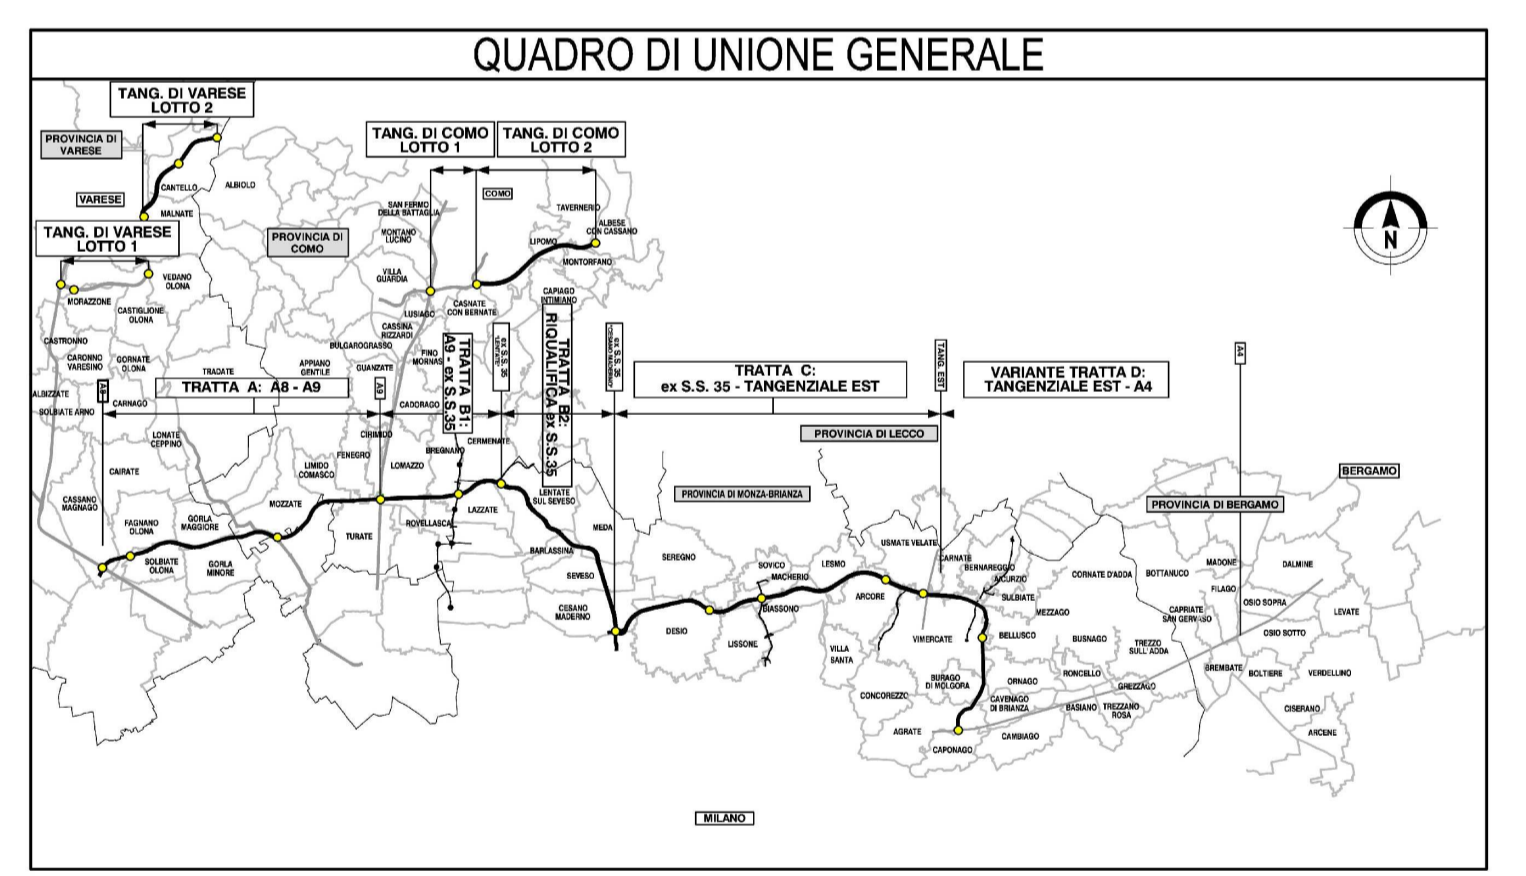 QUADRO DI UNIONE GENERALE
TANG. DI VARESE
LOTTO 2
PROVINCIA DI
VARESE
VARESE
CANTELLO
ALBIOLO
MALNATE
TANG. DI VARESE
LOTTO 1
PROVINCIA DI
COMO
VEDANO
OLONA
MORAZZONE
CASTIGLIONE
OLONA
TANG. DI COMO
LOTTO 1
TANG. DI COMO
LOTTO 2
COMO
SAN FERMO
DELLA BATTAGLIA
MONTANO
LUCINO
VILLA
GUARDIA
TAVERNERIO
ALBESE
CON CASSANO
LIPOMO
MONTORFANO
CAPIAGO
INTIMIANO
CASNATE
CON BERNATE
LUSIAGO
CASSINA
RIZZARDI
BULGAROGRASSO
FINO
MORNAS
N
CASTRONNO
CARONNO
VARESINO
GORNATE
OLONA
TRADATE
APPIANO
GENTILE
GUANZATE
ALBIZZATE
SOLBIATE ARNO
CARNAGO
A8
TRATTA A: A8 - A9
A9
CADORAGO
TRATTA B1:
A9 - ex S.S.35
ex S.S. 35
"LENTATE"
TRATTA B2:
RIQUALIFICA ex S.S.35
ex S.S. 35
"CESANO MADERNO"
TRATTA C:
ex S.S. 35 - TANGENZIALE EST
TANG. EST
VARIANTE TRATTA D:
TANGENZIALE EST - A4
A4
PROVINCIA DI LECCO
PROVINCIA DI MONZA-BRIANZA
PROVINCIA DI BERGAMO
BERGAMO
LONATE
CEPPINO
CIRIMIDO
FENEGRO
CERMENATE
BREGNANO
LOMAZZO
LIMIDO
COMASCO
CAIRATE
CASSANO
MAGNAGO
MOZZATE
FAGNANO
OLONA
GORLA
MAGGIORE
SOLBIATE
OLONA
GORLA
MINORE
TURATE
ROVELLASCA
LAZZATE
LENTATE
SUL SEVESO
MEDA
BARLASSINA
SEVESO
CESANO
MADERNO
SEREGNO
DESIO
LISSONE
SOVICO
MACHERIO
BIASSONO
LESMO
ARCORE
USMATE VELATE
CARNATE
BERNAREGGIO
AICURZIO
SULBIATE
MEZZAGO
CORNATE D'ADDA
BOTTANUCO
MADONE
FILAGO
DALMINE
OSIO SOPRA
LEVATE
CAPRIATE
SAN GERVASO
OSIO SOTTO
VIMERCATE
BELLUSCO
BUSNAGO
TREZZO
SULL'ADDA
VILLA
SANTA
CONCOREZZO
BURAGO
DI MOLGORA
ORNAGO
RONCELLO
GREZZAGO
BREMBATE
BOLTIERE
VERDELLINO
CAVENAGO
DI BRIANZA
BASIANO
TREZZANO
ROSA
CISERANO
ARCENE
AGRATE
CAPONAGO
CAMBIAGO
MILANO